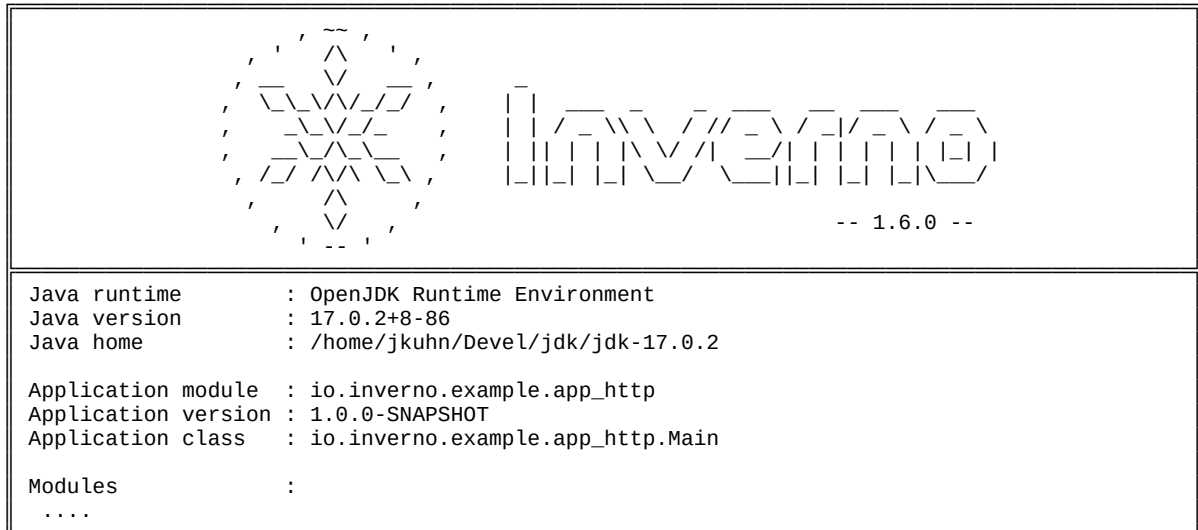 Inverno
-- 1.6.0 --
Java runtime : OpenJDK Runtime Environment
Java version : 17.0.2+8-86
Java home : /home/jkuhn/Devel/jdk/jdk-17.0.2
Application module : io.inverno.example.app_http
Application version : 1.0.0-SNAPSHOT
Application class : io.inverno.example.app_http.Main
Modules :
....